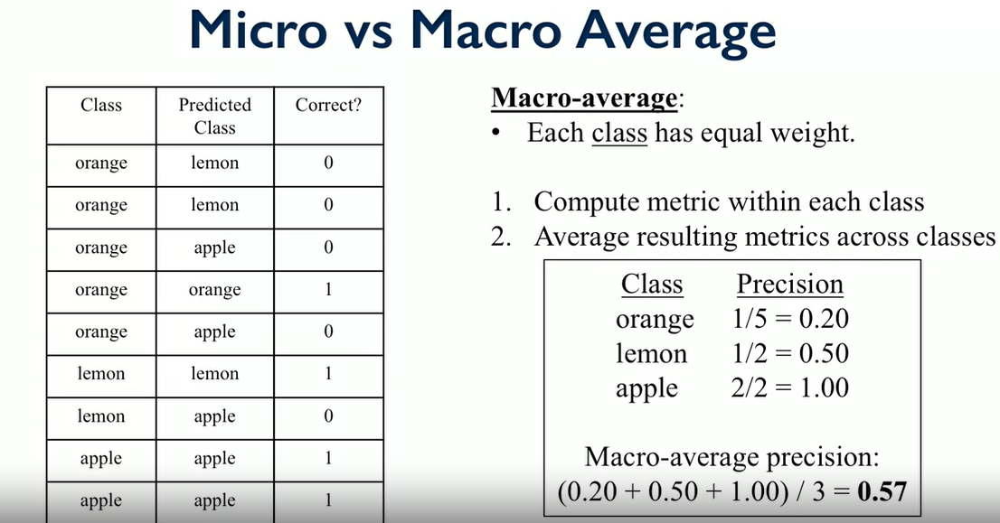 Micro vs Macro Average
Class Predicted Class Correct?
orange lemon 0
orange lemon 0
orange apple 0
orange orange 1
orange apple 0
lemon lemon 1
lemon apple 0
apple apple 1
apple apple 1
Macro-average:
• Each class has equal weight.
1. Compute metric within each class
2. Average resulting metrics across classes
Class Precision
orange 1/5 = 0.20
lemon 1/2 = 0.50
apple 2/2 = 1.00
Macro-average precision:
(0.20 + 0.50 + 1.00) / 3 = 0.57